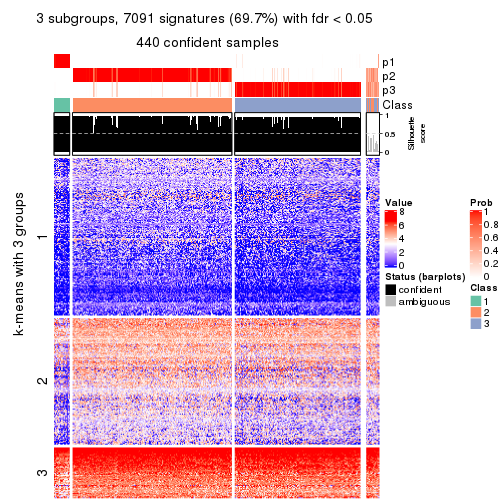 3 subgroups, 7091 signatures (69.7%) with fdr < 0.05
440 confident samples
p1
p2
p3
Class
1
0.5
0
Silhouette
score
k-means with 3 groups
1
2
3
Value
8
6
4
2
0
Status (barplots)
confident
ambiguous
Prob
1
0.8
0.6
0.4
0.2
0
Class
1
2
3